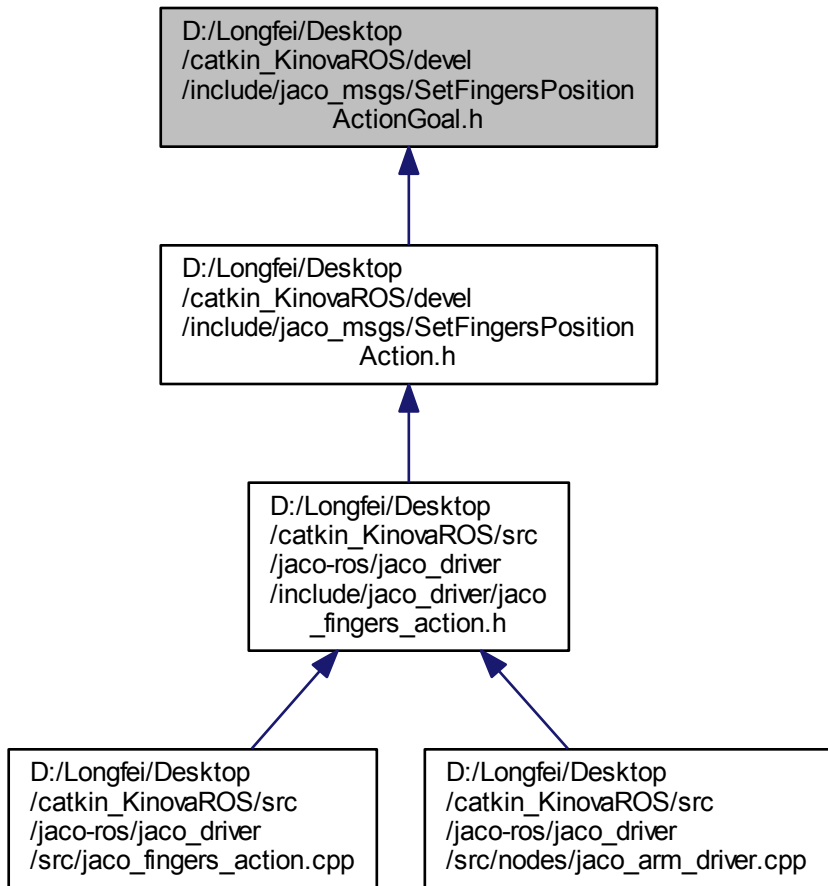 D:/Longfei/Desktop
/catkin_KinovaROS/devel
/include/jaco_msgs/SetFingersPosition
ActionGoal.h
D:/Longfei/Desktop
/catkin_KinovaROS/devel
/include/jaco_msgs/SetFingersPosition
Action.h
D:/Longfei/Desktop
/catkin_KinovaROS/src
/jaco-ros/jaco_driver
/include/jaco_driver/jaco
_fingers_action.h
D:/Longfei/Desktop
/catkin_KinovaROS/src
/jaco-ros/jaco_driver
/src/jaco_fingers_action.cpp
D:/Longfei/Desktop
/catkin_KinovaROS/src
/jaco-ros/jaco_driver
/src/nodes/jaco_arm_driver.cpp